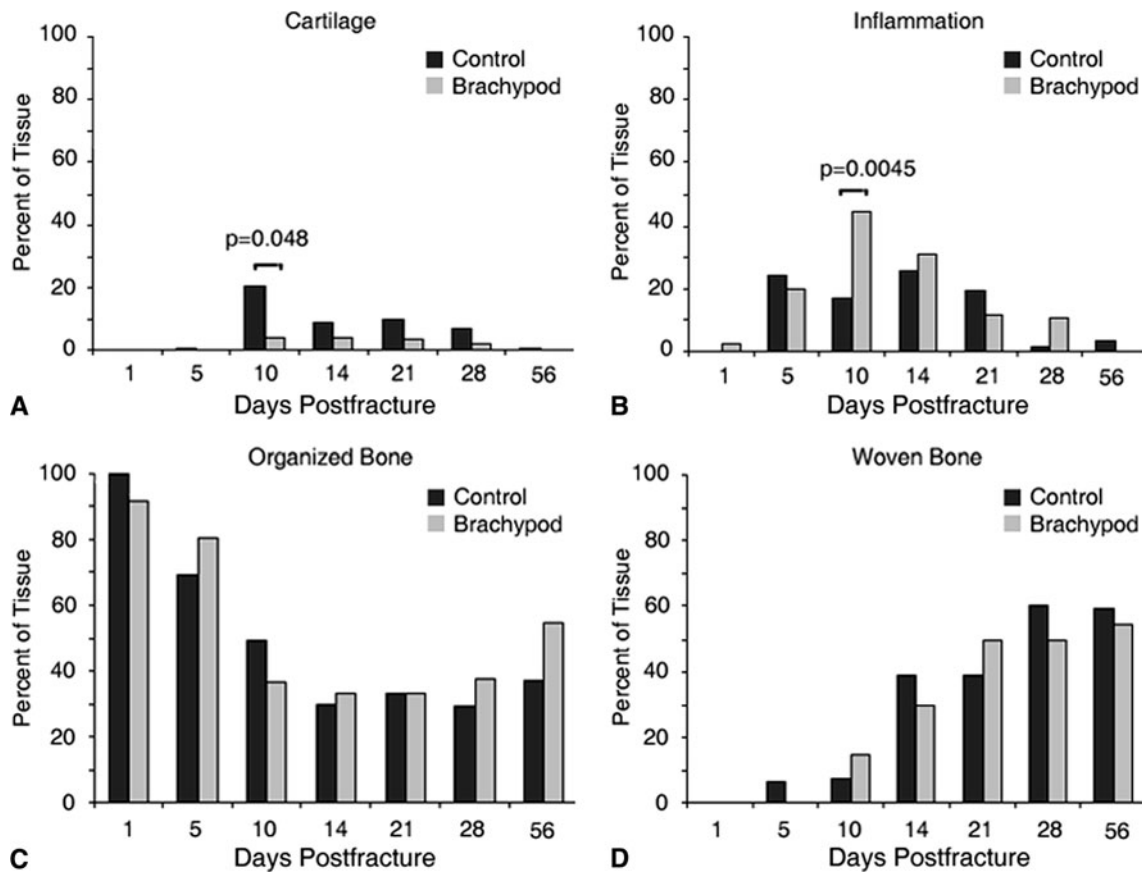 Cartilage
Control
Brachypod
Percent of Tissue
100
80
60
40
20
0
p=0.048
1 5 10 14 21 28 56
Days Postfracture
A
Inflammation
Control
Brachypod
Percent of Tissue
100
80
60
40
20
0
p=0.0045
1 5 10 14 21 28 56
Days Postfracture
B
Organized Bone
Control
Brachypod
Percent of Tissue
100
80
60
40
20
0
1 5 10 14 21 28 56
Days Postfracture
C
Woven Bone
Control
Brachypod
Percent of Tissue
100
80
60
40
20
0
1 5 10 14 21 28 56
Days Postfracture
D